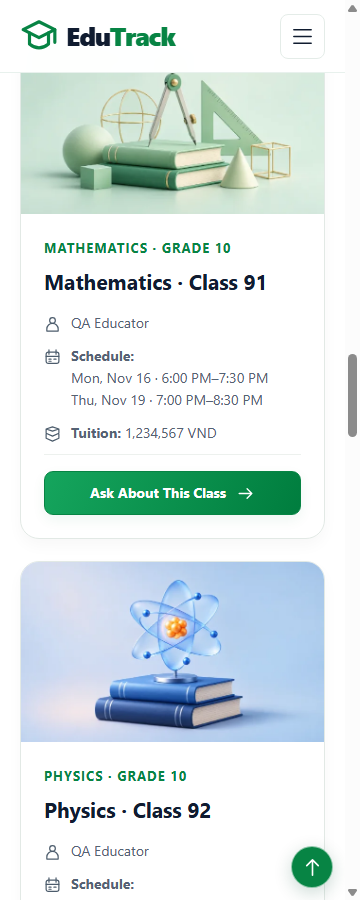 EduTrack
MATHEMATICS · GRADE 10
Mathematics · Class 91
QA Educator
Schedule:
Mon, Nov 16 · 6:00 PM–7:30 PM
Thu, Nov 19 · 7:00 PM–8:30 PM
Tuition: 1,234,567 VND
Ask About This Class →
PHYSICS · GRADE 10
Physics · Class 92
QA Educator
Schedule: